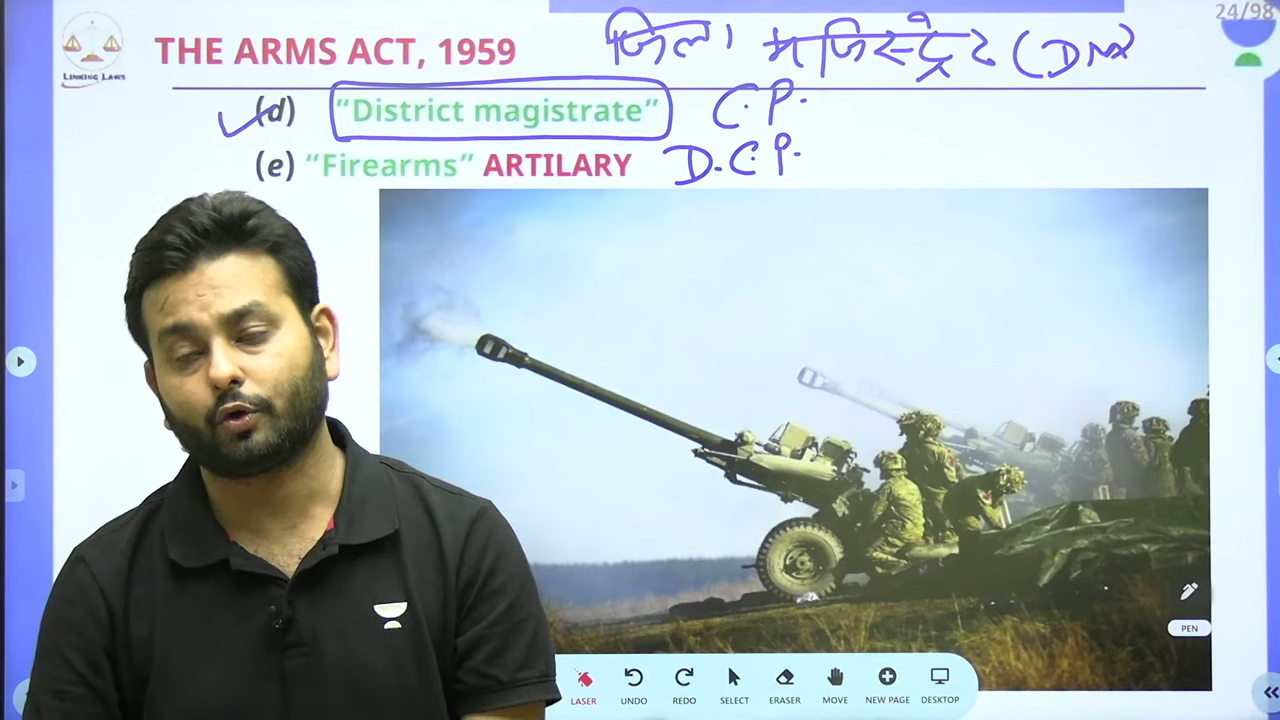 24/98
LINKING LAWS
THE ARMS ACT, 1959 जिला मजिस्ट्रेट (DM)
(d) “District magistrate” C.P.
(e) “Firearms” ARTILARY D.C.P.
PEN
LASER UNDO REDO SELECT ERASER MOVE NEW PAGE DESKTOP